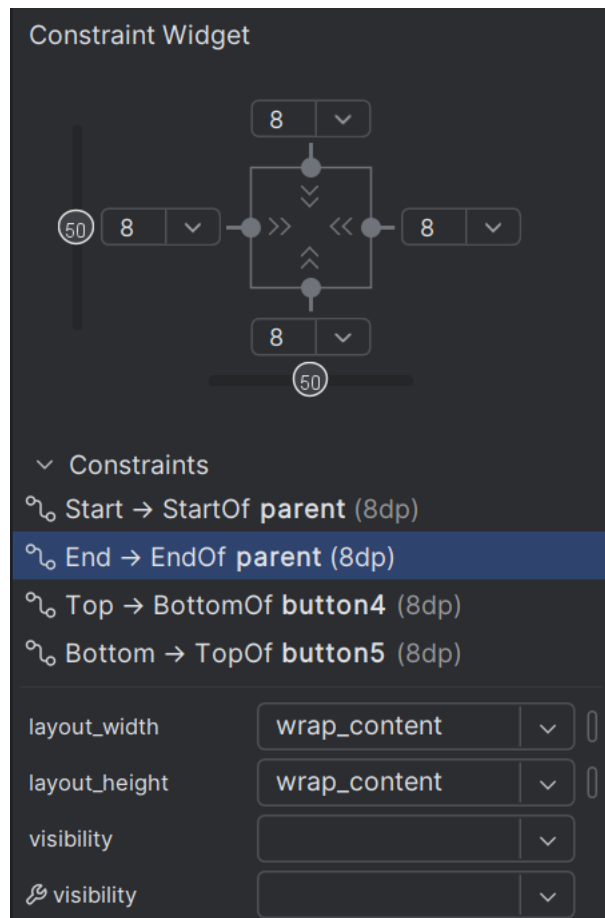 Constraint Widget
8
50 8 8
8
50
Constraints
Start → StartOf parent (8dp)
End → EndOf parent (8dp)
Top → BottomOf button4 (8dp)
Bottom → TopOf button5 (8dp)
layout_width wrap_content
layout_height wrap_content
visibility
visibility